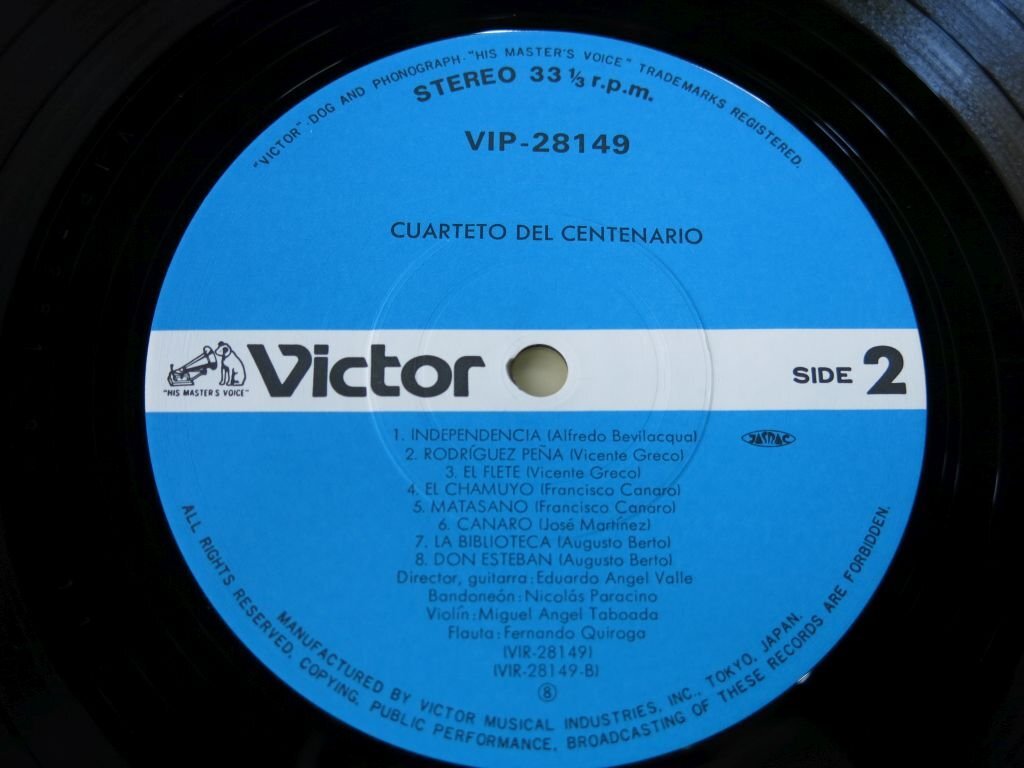 "VICTOR"-DOG AND PHONOGRAPH-"HIS MASTER'S VOICE" TRADEMARKS REGISTERED.
STEREO 33 1/3 r.p.m.
VIP-28149
CUARTETO DEL CENTENARIO
"HIS MASTER'S VOICE"
Victor
SIDE 2
1. INDEPENDENCIA (Alfredo Bevilacqua)
JASRAC
2. RODRÍGUEZ PEÑA (Vicente Greco)
3. EL FLETE (Vicente Greco)
4. EL CHAMUYO (Francisco Canaro)
5. MATASANO (Francisco Canaro)
6. CANARO (José Martínez)
7. LA BIBLIOTECA (Augusto Berto)
8. DON ESTEBAN (Augusto Berto)
Director, guitarra : Eduardo Angel Valle
Bandoneón : Nicolás Paracino
Violín : Miguel Angel Taboada
Flauta : Fernando Quiroga
(VIR-28149)
(VIR-28149-B)
⑧
MANUFACTURED BY VICTOR MUSICAL INDUSTRIES, INC., TOKYO, JAPAN.
ALL RIGHTS RESERVED. COPYING, PUBLIC PERFORMANCE, BROADCASTING OF THESE RECORDS ARE FORBIDDEN.